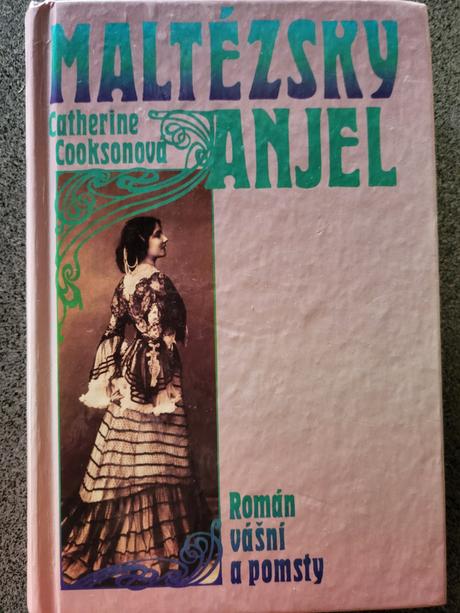 MALTÉZSKY
ANJEL
Catherine
Cooksonová
Román
vášní
a pomsty